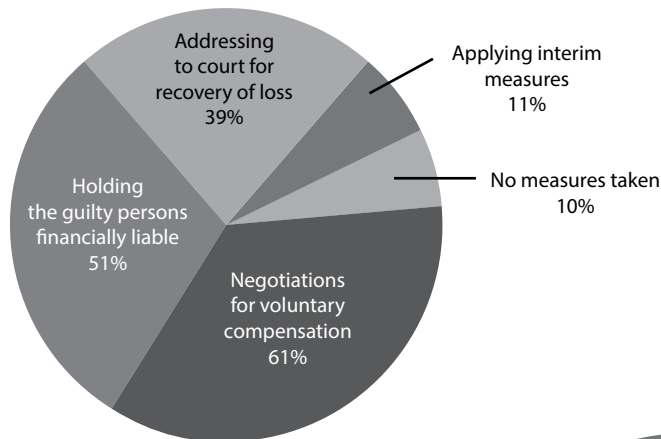 Addressing
to court for
recovery of loss
39%
Applying interim
measures
11%
No measures taken
10%
Holding
the guilty persons
financially liable
51%
Negotiations
for voluntary
compensation
61%